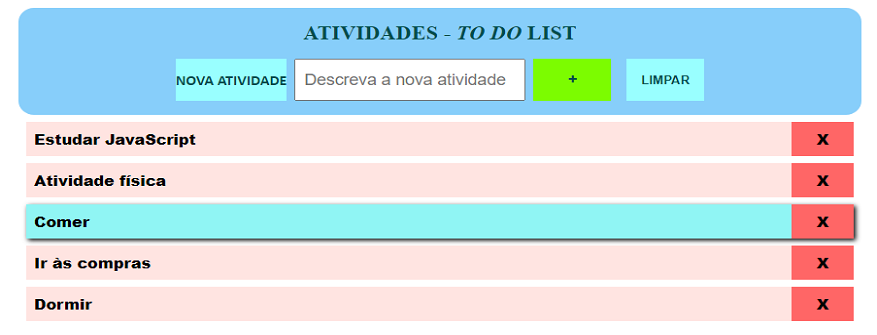 ATIVIDADES - TO DO LIST
NOVA ATIVIDADE Descreva a nova atividade + LIMPAR
Estudar JavaScript X
Atividade física X
Comer X
Ir às compras X
Dormir X